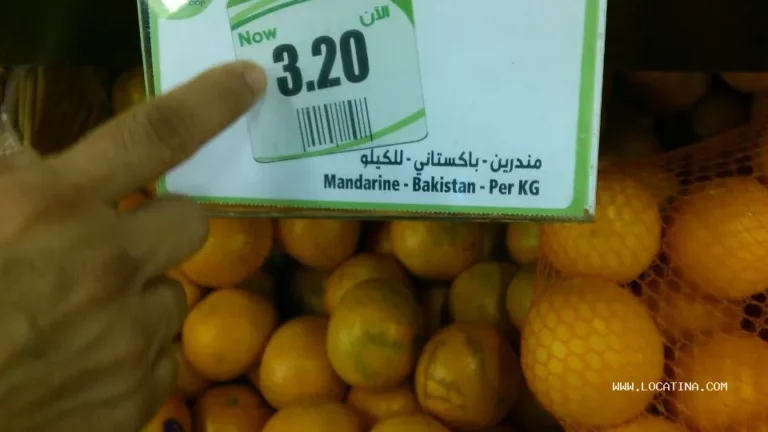 Now الآن
3.20
مندرين - باكستاني - للكيلو
Mandarine - Bakistan - Per KG
WWW.LOCATINA.COM